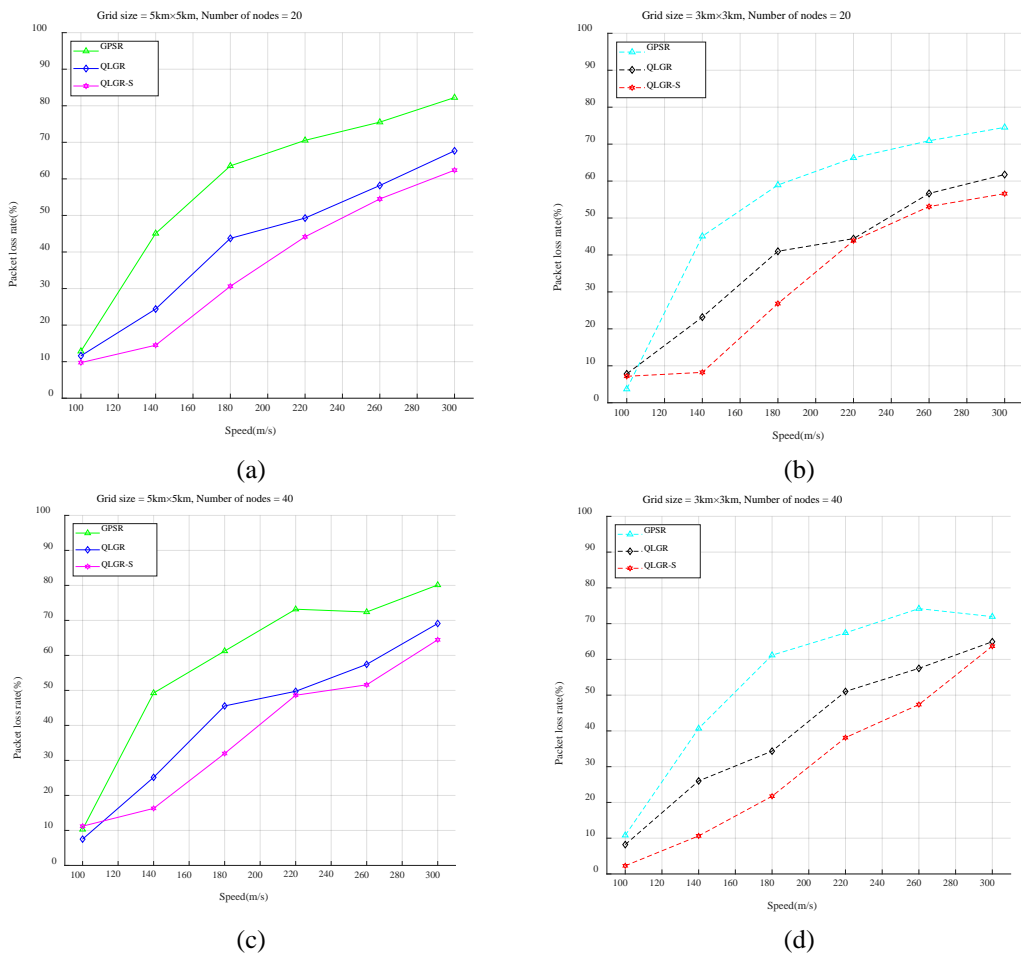 Grid size = 5km×5km, Number of nodes = 20
100
90
80
70
60
50
40
30
20
10
0
Packet loss rate(%)
GPSR
QLGR
QLGR-S
100 120 140 160 180 200 220 240 260 280 300
Speed(m/s)
(a)
Grid size = 3km×3km, Number of nodes = 20
100
90
80
70
60
50
40
30
20
10
0
Packet loss rate(%)
GPSR
QLGR
QLGR-S
100 120 140 160 180 200 220 240 260 280 300
Speed(m/s)
(b)
Grid size = 5km×5km, Number of nodes = 40
100
90
80
70
60
50
40
30
20
10
0
Packet loss rate(%)
GPSR
QLGR
QLGR-S
100 120 140 160 180 200 220 240 260 280 300
Speed(m/s)
(c)
Grid size = 3km×3km, Number of nodes = 40
100
90
80
70
60
50
40
30
20
10
0
Packet loss rate(%)
GPSR
QLGR
QLGR-S
100 120 140 160 180 200 220 240 260 280 300
Speed(m/s)
(d)